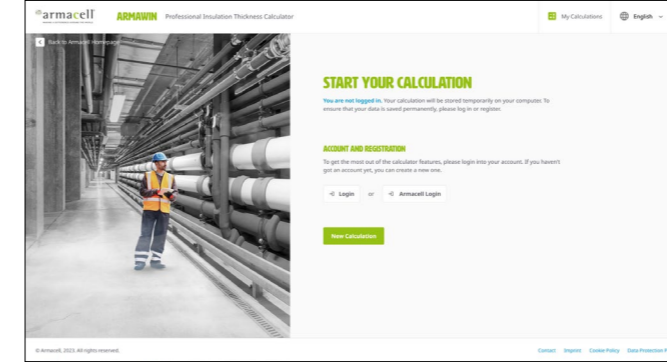 armacell
ARMAWIN Professional Insulation Thickness Calculator
My Calculations
English
Back to Armacell Homepage
START YOUR CALCULATION
You are not logged in. Your calculation will be stored temporarily on your computer. To
ensure that your data is saved permanently, please log in or register.
ACCOUNT AND REGISTRATION
To get the most out of the calculator features, please login into your account. If you haven't
got an account yet, you can create a new one.
Login or Armacell Login
New Calculation
© Armacell, 2023. All rights reserved.
Contact Imprint Cookie Policy Data Protection